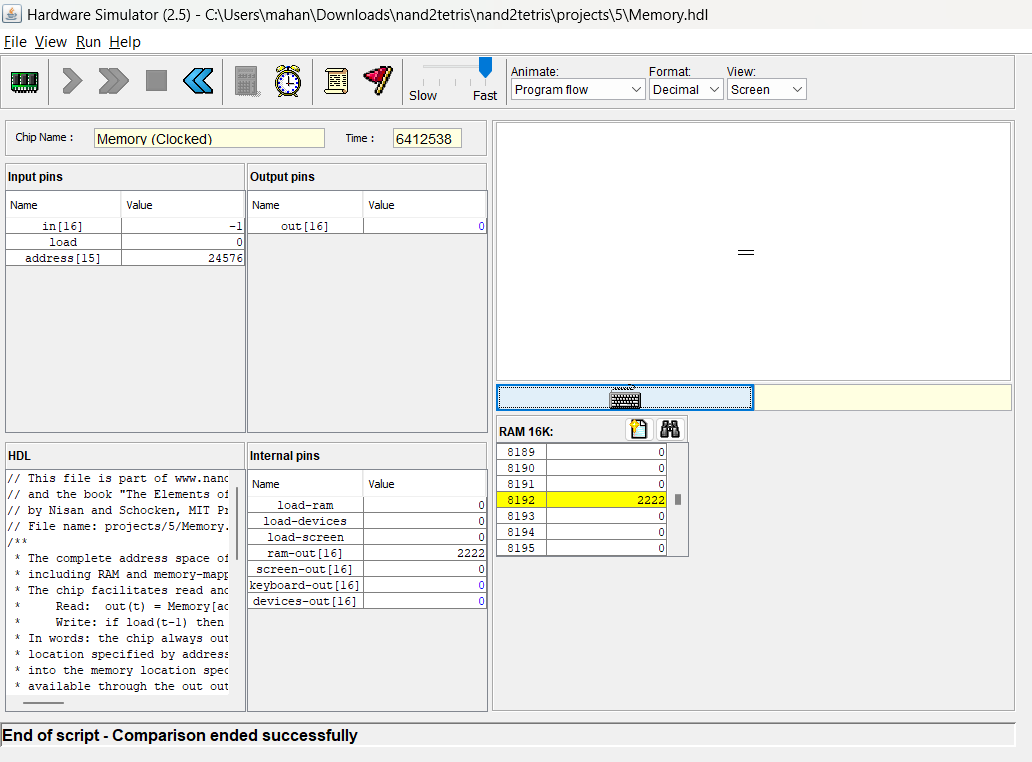 Hardware Simulator (2.5) - C:\Users\mahan\Downloads\nand2tetris\nand2tetris\projects\5\Memory.hdl
File View Run Help
Slow Fast
Animate: Format: View:
Program flow Decimal Screen
Chip Name : Memory (Clocked) Time : 6412538
Input pins
Name Value
in[16] -1
load 0
address[15] 24576
Output pins
Name Value
out[16] 0
HDL
// This file is part of www.nand
// and the book "The Elements of
// by Nisan and Schocken, MIT Pr
// File name: projects/5/Memory.
/**
* The complete address space of
* including RAM and memory-mapp
* The chip facilitates read and
* Read: out(t) = Memory[ad
* Write: if load(t-1) then
* In words: the chip always out
* location specified by address
* into the memory location spec
* available through the out out
Internal pins
Name Value
load-ram 0
load-devices 0
load-screen 0
ram-out[16] 2222
screen-out[16] 0
keyboard-out[16] 0
devices-out[16] 0
RAM 16K:
8189 0
8190 0
8191 0
8192 2222
8193 0
8194 0
8195 0
End of script - Comparison ended successfully